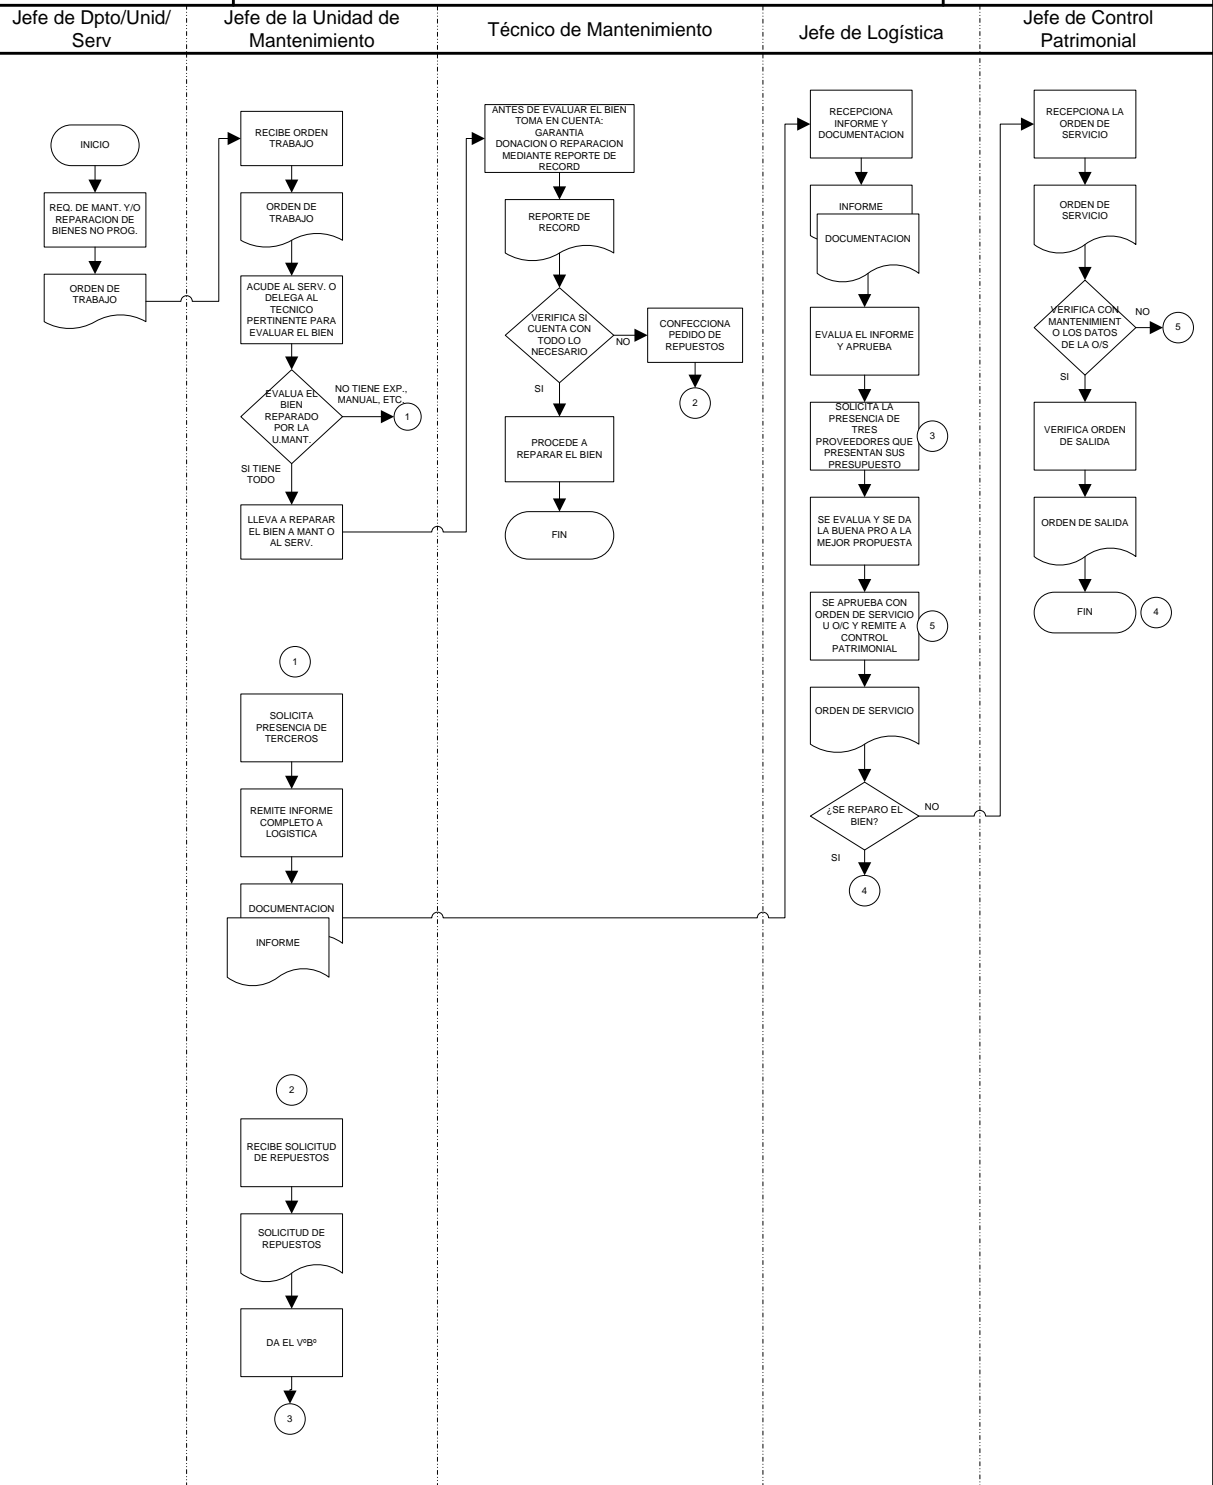 Jefe de Dpto/Unid/
Serv
Jefe de la Unidad de
Mantenimiento
Técnico de Mantenimiento
Jefe de Logística
Jefe de Control
Patrimonial
INICIO
REQ. DE MANT. Y/O
REPARACION DE
BIENES NO PROG.
ORDEN DE
TRABAJO
RECIBE ORDEN
TRABAJO
ORDEN DE
TRABAJO
ACUDE AL SERV. O
DELEGA AL
TECNICO
PERTINENTE PARA
EVALUAR EL BIEN
EVALUA EL
BIEN
REPARADO
POR LA
U.MANT.
NO TIENE EXP.,
MANUAL, ETC.
1
SI TIENE
TODO
LLEVA A REPARAR
EL BIEN A MANT O
AL SERV.
1
SOLICITA
PRESENCIA DE
TERCEROS
REMITE INFORME
COMPLETO A
LOGISTICA
DOCUMENTACION
INFORME
2
RECIBE SOLICITUD
DE REPUESTOS
SOLICITUD DE
REPUESTOS
DA EL VºBº
3
ANTES DE EVALUAR EL BIEN
TOMA EN CUENTA:
GARANTIA
DONACION O REPARACION
MEDIANTE REPORTE DE
RECORD
REPORTE DE
RECORD
VERIFICA SI
CUENTA CON
TODO LO
NECESARIO
NO
CONFECCIONA
PEDIDO DE
REPUESTOS
2
SI
PROCEDE A
REPARAR EL BIEN
FIN
RECEPCIONA
INFORME Y
DOCUMENTACION
INFORME
DOCUMENTACION
EVALUA EL INFORME
Y APRUEBA
SOLICITA LA
PRESENCIA DE
TRES
PROVEEDORES QUE
PRESENTAN SUS
PRESUPUESTO
3
SE EVALUA Y SE DA
LA BUENA PRO A LA
MEJOR PROPUESTA
SE APRUEBA CON
ORDEN DE SERVICIO
U O/C Y REMITE A
CONTROL
PATRIMONIAL
5
ORDEN DE SERVICIO
¿SE REPARO EL
BIEN?
NO
SI
4
RECEPCIONA LA
ORDEN DE
SERVICIO
ORDEN DE
SERVICIO
VERIFICA CON
MANTENIMIENT
O LOS DATOS
DE LA O/S
NO
5
SI
VERIFICA ORDEN
DE SALIDA
ORDEN DE SALIDA
FIN
4